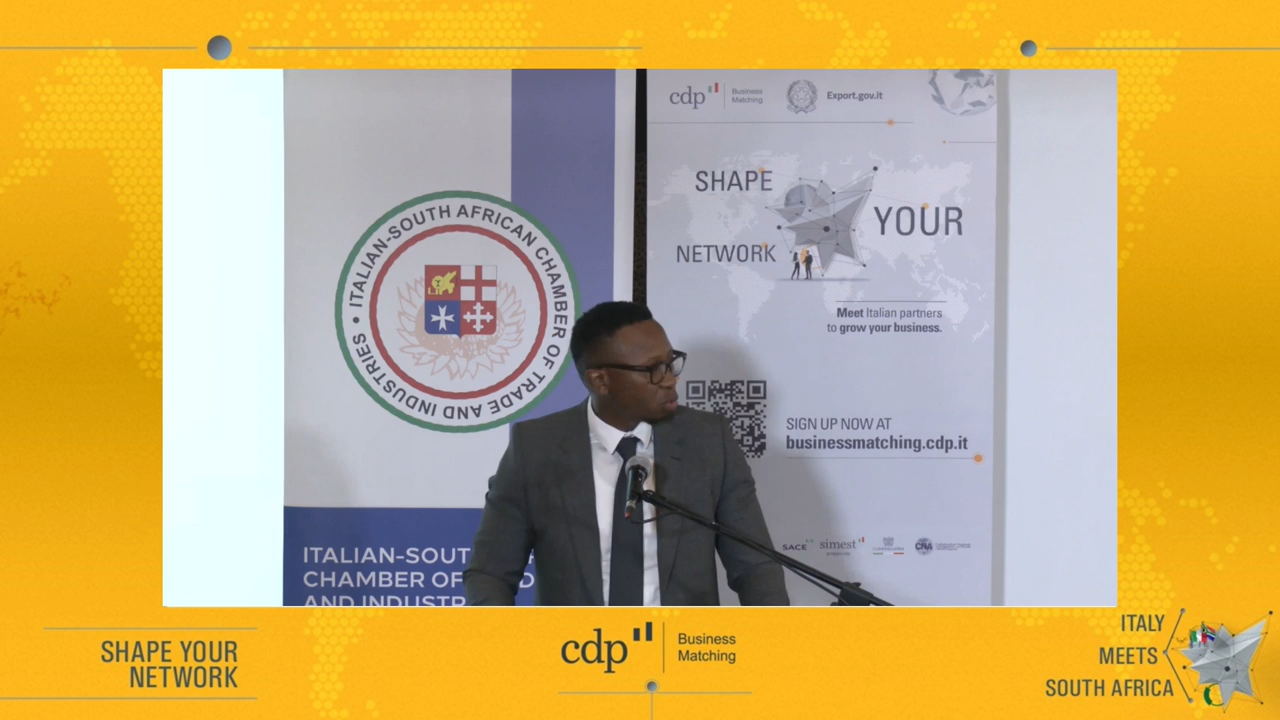 cdp
Business
Matching
Export.gov.it
SHAPE
YOUR
NETWORK
Meet Italian partners
to grow your business.
SIGN UP NOW AT
businessmatching.cdp.it
SACE
simest
CNA
ITALIAN-SOUTH AFRICAN CHAMBER OF TRADE AND INDUSTRIES
ITALIAN-SOUT
CHAMBER OF
AND INDUSTR
SHAPE YOUR
NETWORK
cdp
Business
Matching
ITALY
MEETS
SOUTH AFRICA